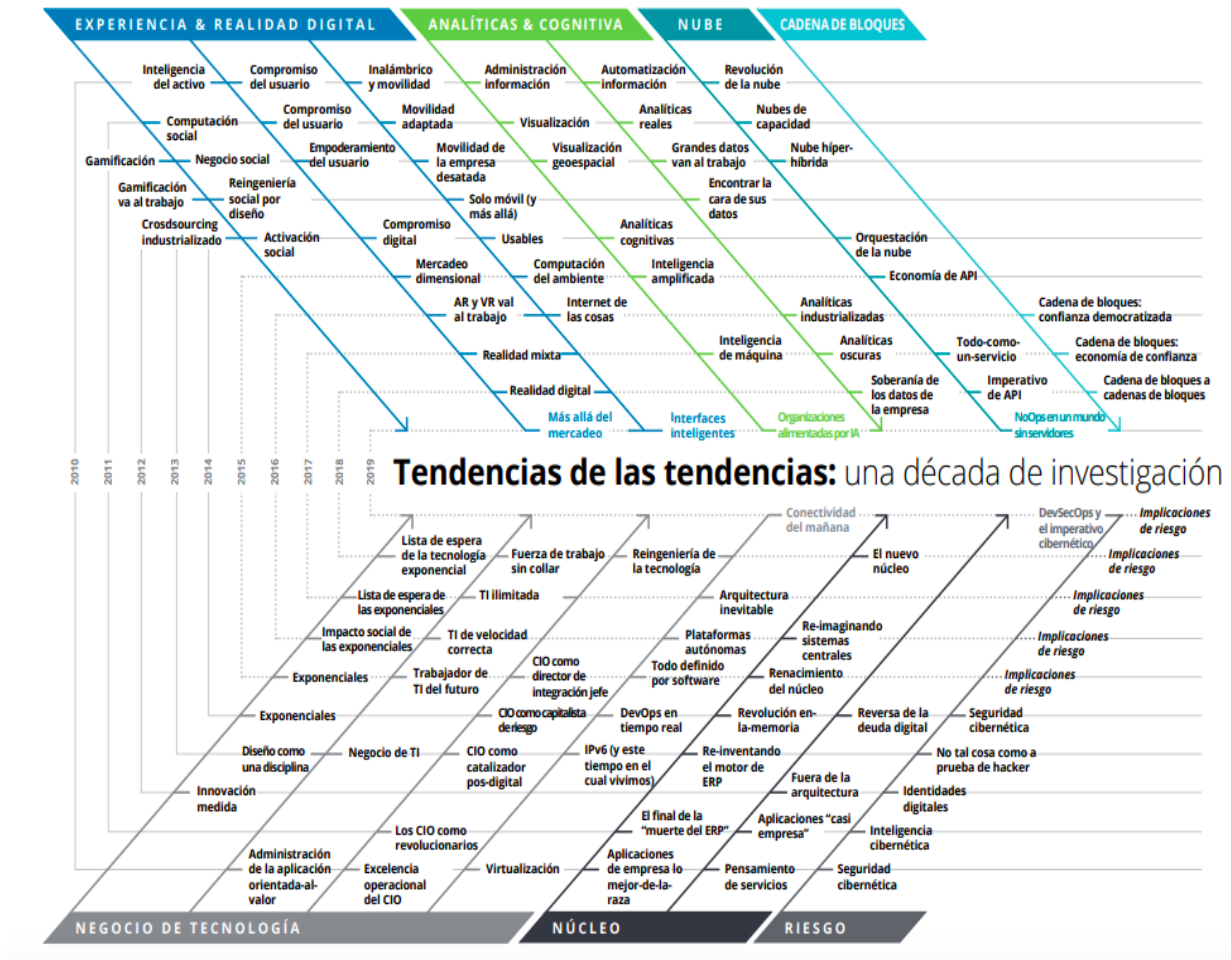 EXPERIENCIA & REALIDAD DIGITAL
ANALÍTICAS & COGNITIVA
NUBE
CADENA DE BLOQUES
Inteligencia
del activo
Compromiso
del usuario
Inalámbrico
y movilidad
Administración
información
Automatización
información
Revolución
de la nube
Computación
social
Compromiso
del usuario
Movilidad
adaptada
Visualización
Analíticas
reales
Nubes de
capacidad
Gamificación
Negocio social
Empoderamiento
del usuario
Movilidad de
la empresa
desatada
Visualización
geoespacial
Grandes datos
van al trabajo
Nube híper-
híbrida
Gamificación
va al trabajo
Reingeniería
social por
diseño
Solo móvil (y
más allá)
Encontrar la
cara de sus
datos
Crosdsourcing
industrializado
Activación
social
Compromiso
digital
Usables
Analíticas
cognitivas
Orquestación
de la nube
Mercadeo
dimensional
Computación
del ambiente
Inteligencia
amplificada
Economía de API
AR y VR val
al trabajo
Internet de
las cosas
Analíticas
industrializadas
Cadena de bloques:
confianza democratizada
Realidad mixta
Inteligencia
de máquina
Analíticas
oscuras
Todo-como-
un-servicio
Cadena de bloques:
economía de confianza
Realidad digital
Soberanía de
los datos de
la empresa
Imperativo
de API
Cadena de bloques a
cadenas de bloques
Más allá del
mercadeo
Interfaces
inteligentes
Organizaciones
alimentadas por IA
NoOps en un mundo
sin servidores
2010
2011
2012
2013
2014
2015
2016
2017
2018
2019
Tendencias de las tendencias: una década de investigación
Conectividad
del mañana
DevSecOps y
el imperativo
cibernético
Implicaciones
de riesgo
Lista de espera
de la tecnología
exponencial
Fuerza de trabajo
sin collar
Reingeniería de
la tecnología
El nuevo
núcleo
Implicaciones
de riesgo
Lista de espera de
las exponenciales
TI ilimitada
Arquitectura
inevitable
Implicaciones
de riesgo
Impacto social de
las exponenciales
TI de velocidad
correcta
Plataformas
autónomas
Re-imaginando
sistemas
centrales
Implicaciones
de riesgo
Exponenciales
Trabajador de
TI del futuro
CIO como
director de
integración jefe
Todo definido
por software
Renacimiento
del núcleo
Implicaciones
de riesgo
Exponenciales
CIO como capitalista
de riesgo
DevOps en
tiempo real
Revolución en-
la-memoria
Reversa de la
deuda digital
Seguridad
cibernética
Diseño como
una disciplina
Negocio de TI
CIO como
catalizador
pos-digital
IPv6 (y este
tiempo en el
cual vivimos)
Re-inventando
el motor de
ERP
No tal cosa como a
prueba de hacker
Innovación
medida
Fuera de la
arquitectura
Identidades
digitales
Los CIO como
revolucionarios
El final de la
“muerte del ERP”
Aplicaciones “casi
empresa”
Inteligencia
cibernética
Administración
de la aplicación
orientada-al-
valor
Excelencia
operacional
del CIO
Virtualización
Aplicaciones
de empresa lo
mejor-de-la-
raza
Pensamiento
de servicios
Seguridad
cibernética
NEGOCIO DE TECNOLOGÍA
NÚCLEO
RIESGO